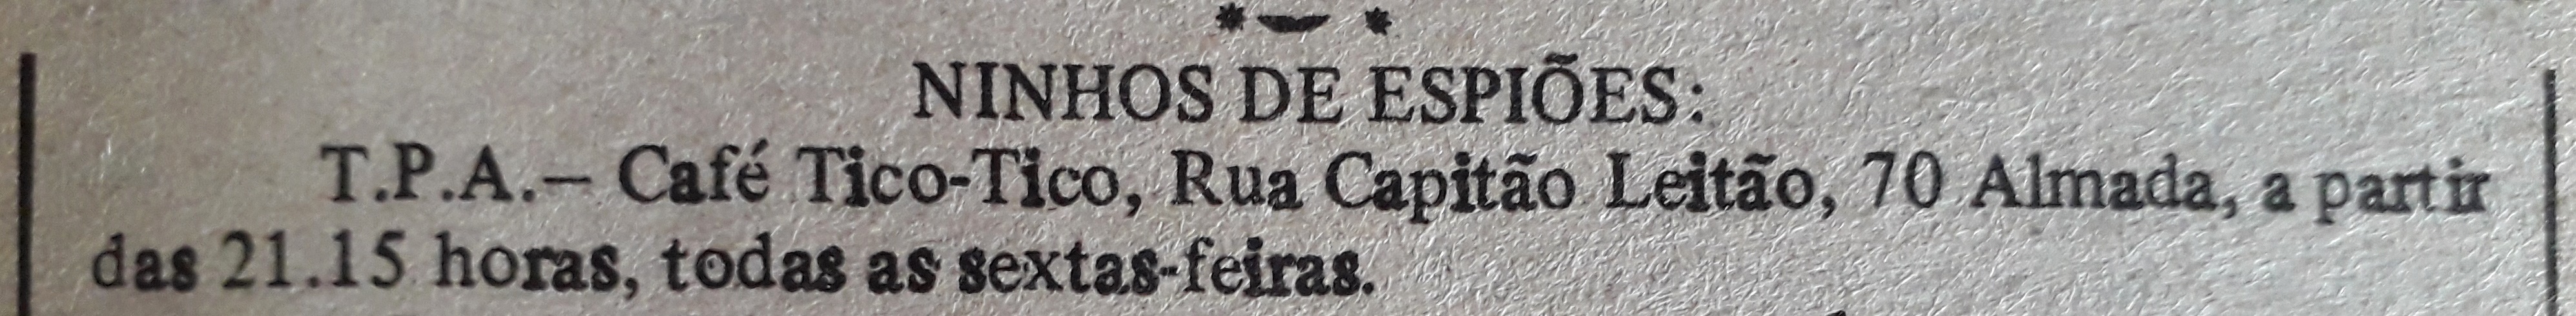 NINHOS DE ESPIÕES:
T.P.A.— Café Tico-Tico, Rua Capitão Leitão, 70 Almada, a partir
das 21.15 horas, todas as sextas-feiras.